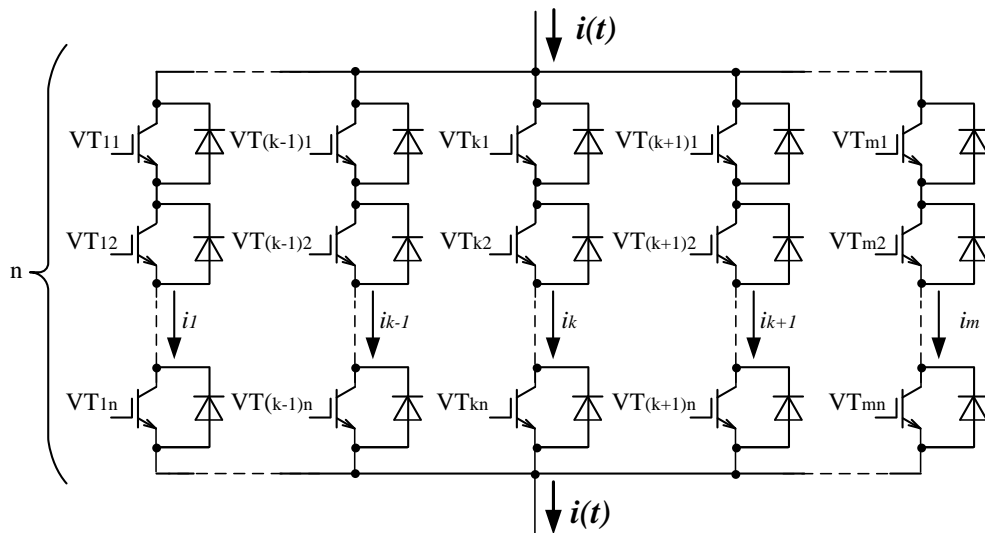 i(t)
VT11 VT(k-1)1 VTk1 VT(k+1)1 VTm1
VT12 VT(k-1)2 VTk2 VT(k+1)2 VTm2
n
i1 ik-1 ik ik+1 im
VT1n VT(k-1)n VTkn VT(k+1)n VTmn
i(t)